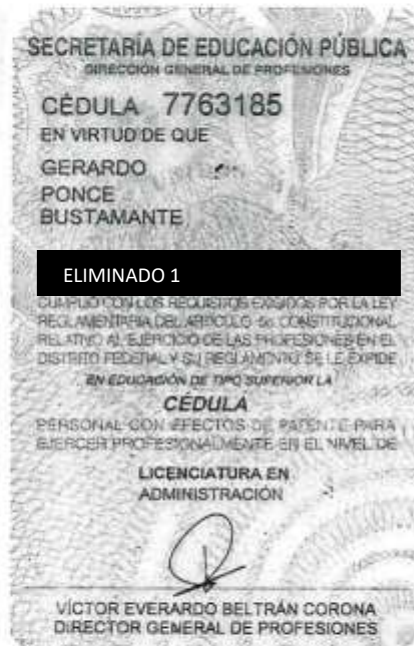 SECRETARÍA DE EDUCACIÓN PÚBLICA
DIRECCIÓN GENERAL DE PROFESIONES
CÉDULA 7763185
EN VIRTUD DE QUE
GERARDO
PONCE
BUSTAMANTE
ELIMINADO 1
CUMPLIÓ CON LOS REQUISITOS EXIGIDOS POR LA LEY
REGLAMENTARIA DEL ARTÍCULO 5o. CONSTITUCIONAL
RELATIVO AL EJERCICIO DE LAS PROFESIONES EN EL
DISTRITO FEDERAL Y SU REGLAMENTO SE LE EXPIDE
EN EDUCACIÓN DE TIPO SUPERIOR LA
CÉDULA
PERSONAL CON EFECTOS DE PATENTE PARA
EJERCER PROFESIONALMENTE EN EL NIVEL DE
LICENCIATURA EN
ADMINISTRACIÓN
VÍCTOR EVERARDO BELTRÁN CORONA
DIRECTOR GENERAL DE PROFESIONES